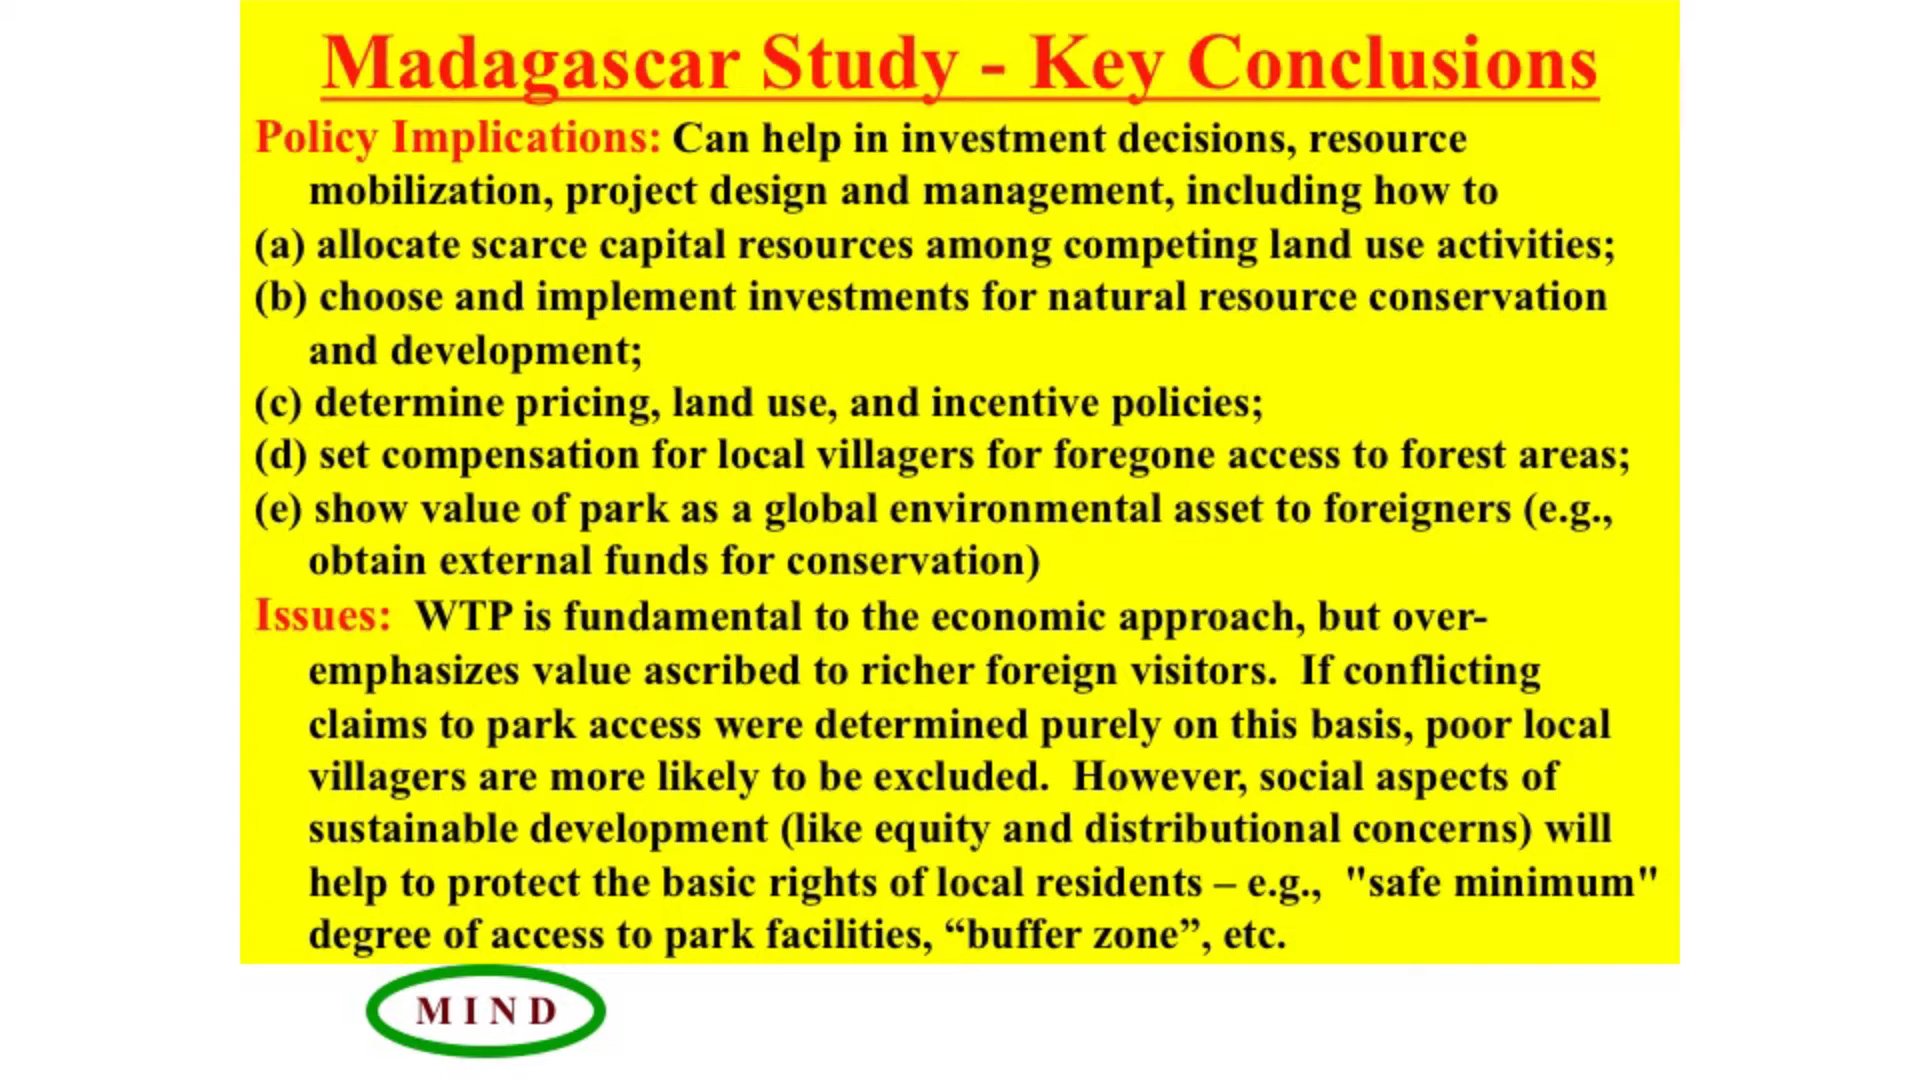 Madagascar Study - Key Conclusions
Policy Implications: Can help in investment decisions, resource
mobilization, project design and management, including how to
(a) allocate scarce capital resources among competing land use activities;
(b) choose and implement investments for natural resource conservation
and development;
(c) determine pricing, land use, and incentive policies;
(d) set compensation for local villagers for foregone access to forest areas;
(e) show value of park as a global environmental asset to foreigners (e.g.,
obtain external funds for conservation)
Issues: WTP is fundamental to the economic approach, but over-
emphasizes value ascribed to richer foreign visitors. If conflicting
claims to park access were determined purely on this basis, poor local
villagers are more likely to be excluded. However, social aspects of
sustainable development (like equity and distributional concerns) will
help to protect the basic rights of local residents – e.g., "safe minimum"
degree of access to park facilities, “buffer zone”, etc.
M I N D